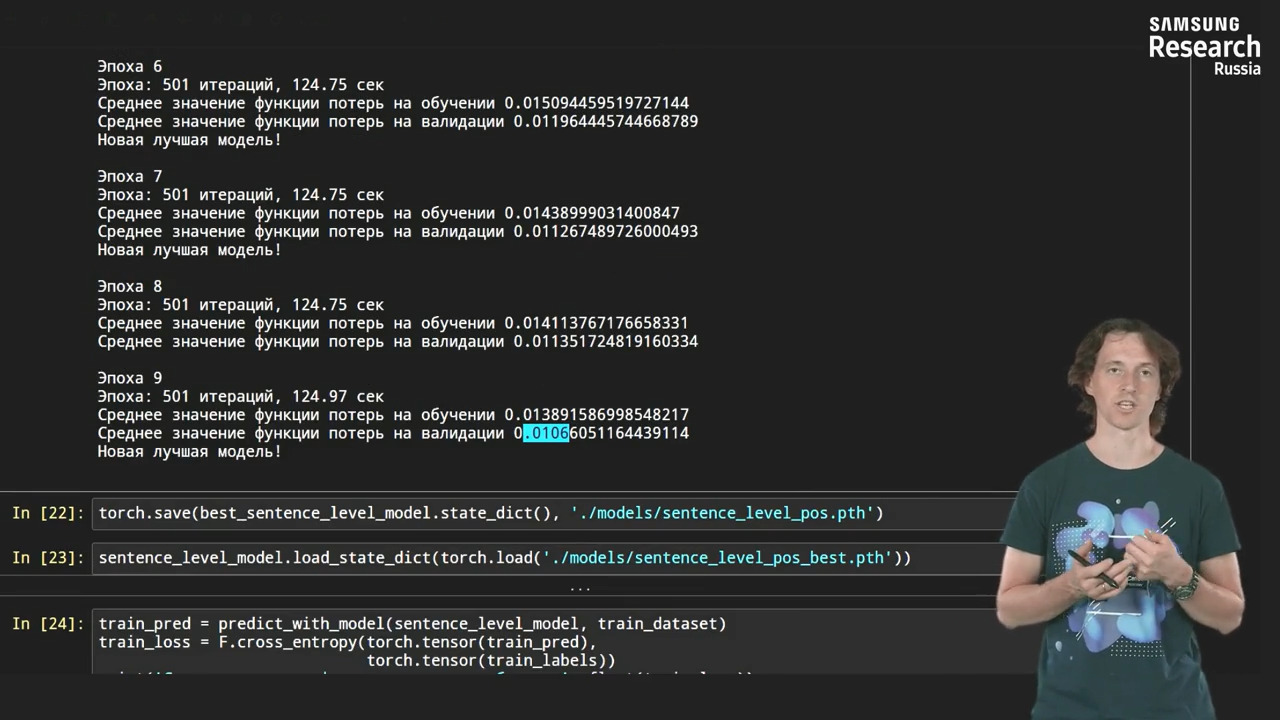 SAMSUNG
Research
Russia
Эпоха 6
Эпоха: 501 итераций, 124.75 сек
Среднее значение функции потерь на обучении 0.015094459519727144
Среднее значение функции потерь на валидации 0.011964445744668789
Новая лучшая модель!
Эпоха 7
Эпоха: 501 итераций, 124.75 сек
Среднее значение функции потерь на обучении 0.01438999031400847
Среднее значение функции потерь на валидации 0.011267489726000493
Новая лучшая модель!
Эпоха 8
Эпоха: 501 итераций, 124.75 сек
Среднее значение функции потерь на обучении 0.014113767176658331
Среднее значение функции потерь на валидации 0.011351724819160334
Эпоха 9
Эпоха: 501 итераций, 124.97 сек
Среднее значение функции потерь на обучении 0.013891586998548217
Среднее значение функции потерь на валидации 0.01066051164439114
Новая лучшая модель!
In [22]: torch.save(best_sentence_level_model.state_dict(), './models/sentence_level_pos.pth')
In [23]: sentence_level_model.load_state_dict(torch.load('./models/sentence_level_pos_best.pth'))
...
In [24]: train_pred = predict_with_model(sentence_level_model, train_dataset)
train_loss = F.cross_entropy(torch.tensor(train_pred),
torch.tensor(train_labels))